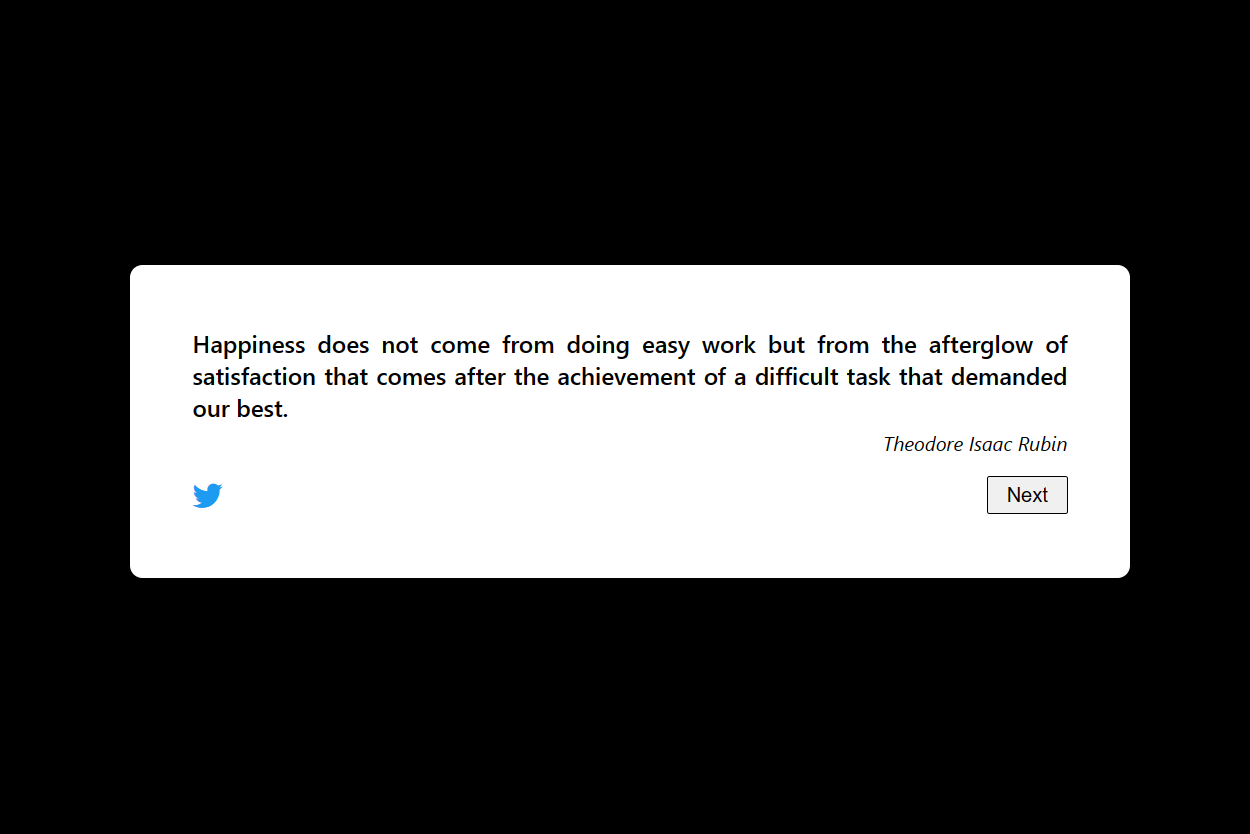 Happiness does not come from doing easy work but from the afterglow of
satisfaction that comes after the achievement of a difficult task that demanded
our best.
Theodore Isaac Rubin
Next